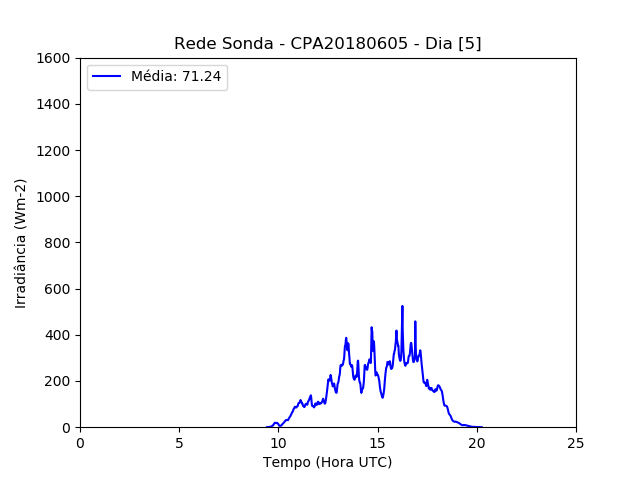 Rede Sonda - CPA20180605 - Dia [5]
Média: 71.24
Irradiância (Wm-2)
1600
1400
1200
1000
800
600
400
200
0
0 5 10 15 20 25
Tempo (Hora UTC)